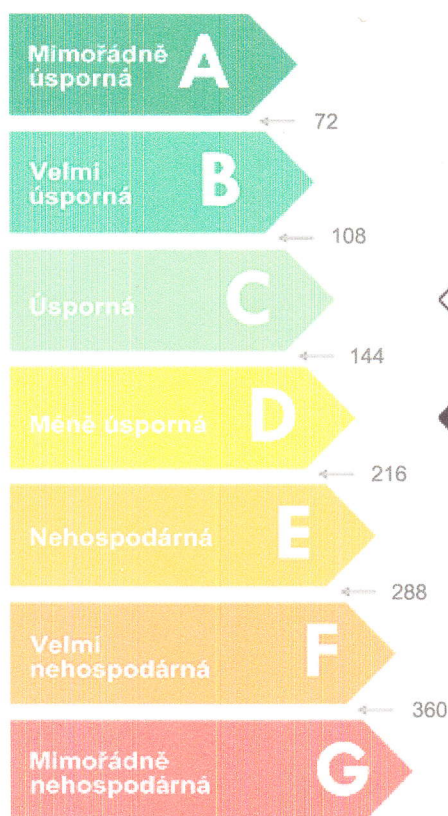 Mimořádně
úsporná
A
72
Velmi
úsporná
B
108
Úsporná
C
144
Méně úsporná
D
216
Nehospodárná
E
288
Velmi
nehospodárná
F
360
Mimořádně
nehospodárná
G